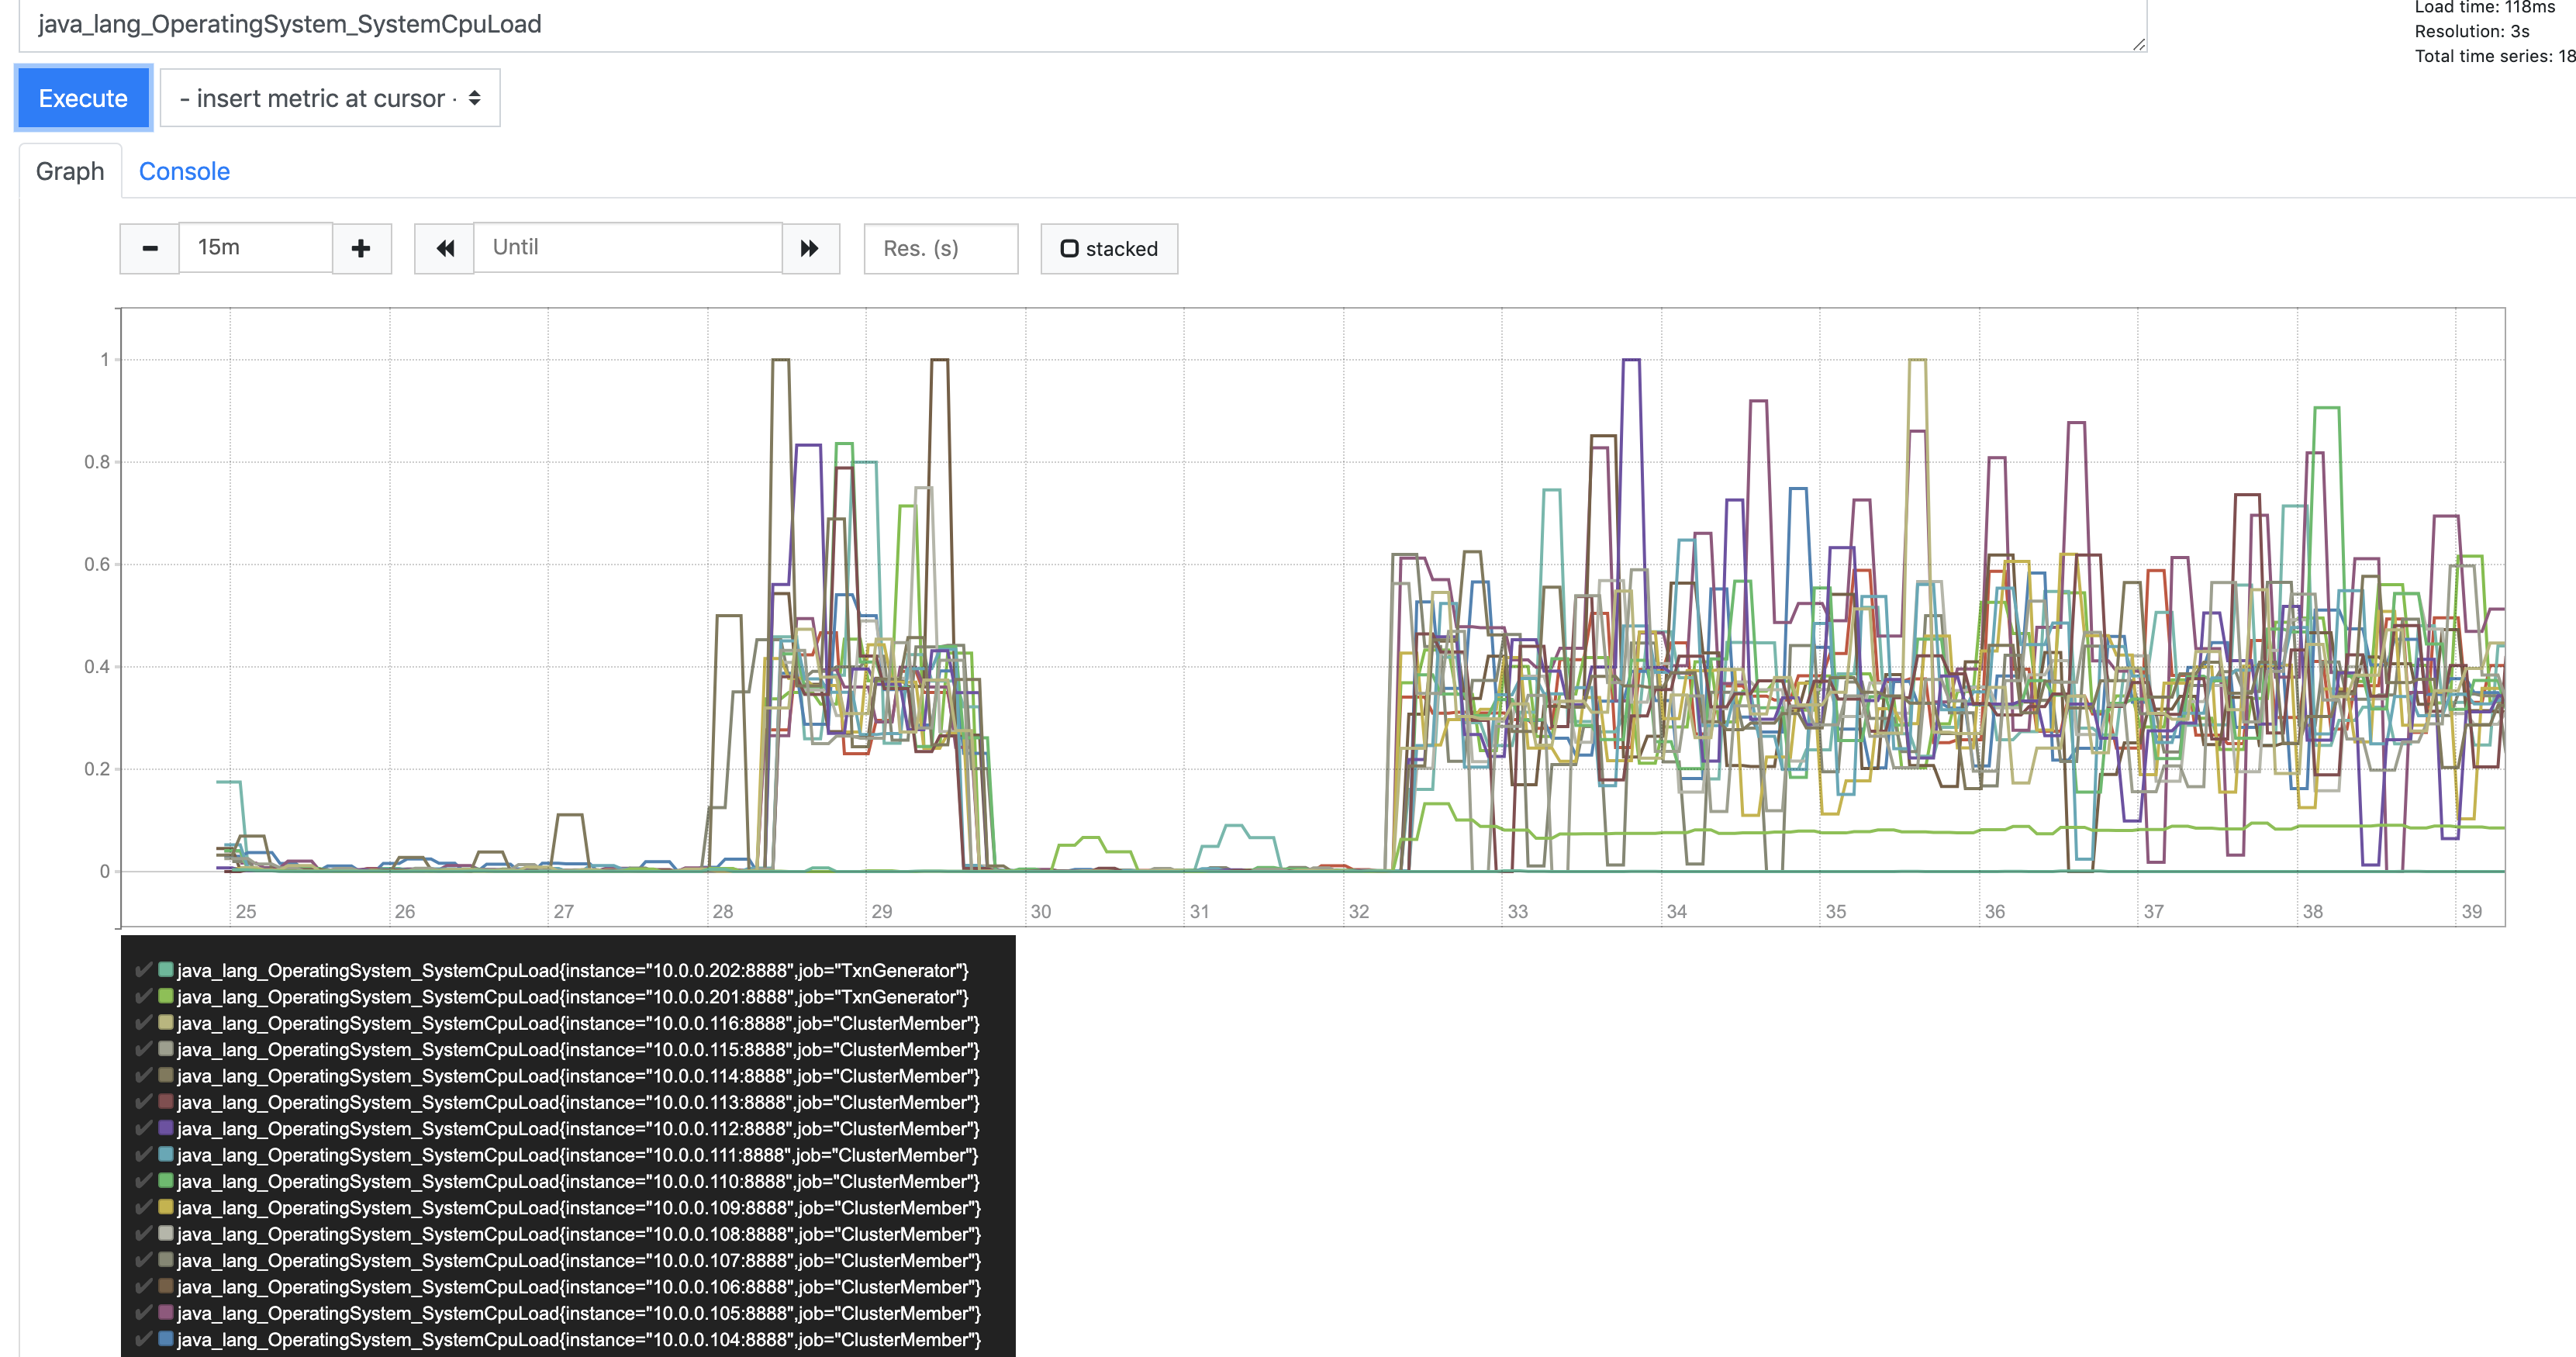 java_lang_OperatingSystem_SystemCpuLoad
Load time: 118ms
Resolution: 3s
Total time series: 18
Execute
- insert metric at cursor -
Graph
Console
15m
Until
Res. (s)
stacked
1
0.8
0.6
0.4
0.2
0
25 26 27 28 29 30 31 32 33 34 35 36 37 38 39
java_lang_OperatingSystem_SystemCpuLoad{instance="10.0.0.202:8888",job="TxnGenerator"}
java_lang_OperatingSystem_SystemCpuLoad{instance="10.0.0.201:8888",job="TxnGenerator"}
java_lang_OperatingSystem_SystemCpuLoad{instance="10.0.0.116:8888",job="ClusterMember"}
java_lang_OperatingSystem_SystemCpuLoad{instance="10.0.0.115:8888",job="ClusterMember"}
java_lang_OperatingSystem_SystemCpuLoad{instance="10.0.0.114:8888",job="ClusterMember"}
java_lang_OperatingSystem_SystemCpuLoad{instance="10.0.0.113:8888",job="ClusterMember"}
java_lang_OperatingSystem_SystemCpuLoad{instance="10.0.0.112:8888",job="ClusterMember"}
java_lang_OperatingSystem_SystemCpuLoad{instance="10.0.0.111:8888",job="ClusterMember"}
java_lang_OperatingSystem_SystemCpuLoad{instance="10.0.0.110:8888",job="ClusterMember"}
java_lang_OperatingSystem_SystemCpuLoad{instance="10.0.0.109:8888",job="ClusterMember"}
java_lang_OperatingSystem_SystemCpuLoad{instance="10.0.0.108:8888",job="ClusterMember"}
java_lang_OperatingSystem_SystemCpuLoad{instance="10.0.0.107:8888",job="ClusterMember"}
java_lang_OperatingSystem_SystemCpuLoad{instance="10.0.0.106:8888",job="ClusterMember"}
java_lang_OperatingSystem_SystemCpuLoad{instance="10.0.0.105:8888",job="ClusterMember"}
java_lang_OperatingSystem_SystemCpuLoad{instance="10.0.0.104:8888",job="ClusterMember"}